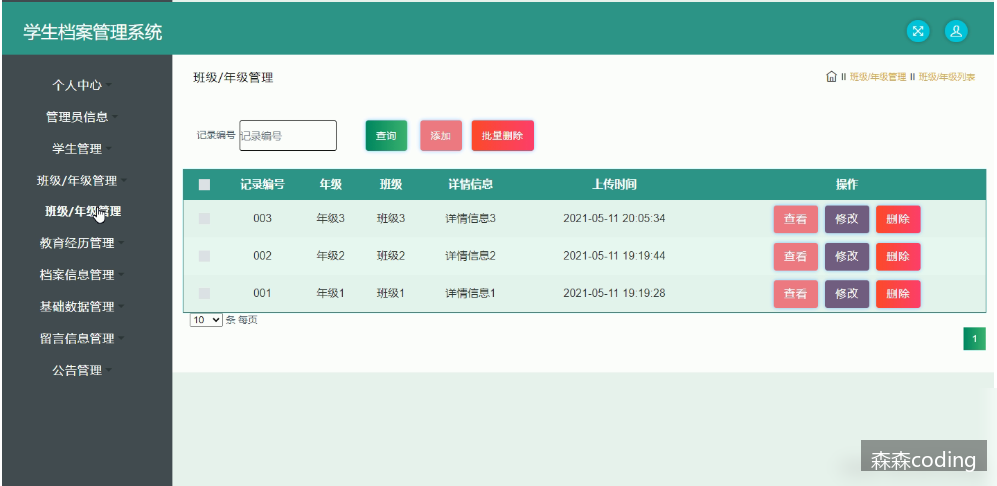 学生档案管理系统
个人中心
管理员信息
学生管理
班级/年级管理
班级/年级管理
教育经历管理
档案信息管理
基础数据管理
留言信息管理
公告管理
班级/年级管理
班级/年级管理 班级/年级列表
记录编号 记录编号 查询 添加 批量删除
记录编号 年级 班级 详情信息 上传时间 操作
003 年级3 班级3 详情信息3 2021-05-11 20:05:34 查看 修改 删除
002 年级2 班级2 详情信息2 2021-05-11 19:19:44 查看 修改 删除
001 年级1 班级1 详情信息1 2021-05-11 19:19:28 查看 修改 删除
10 条 每页
1
森森coding